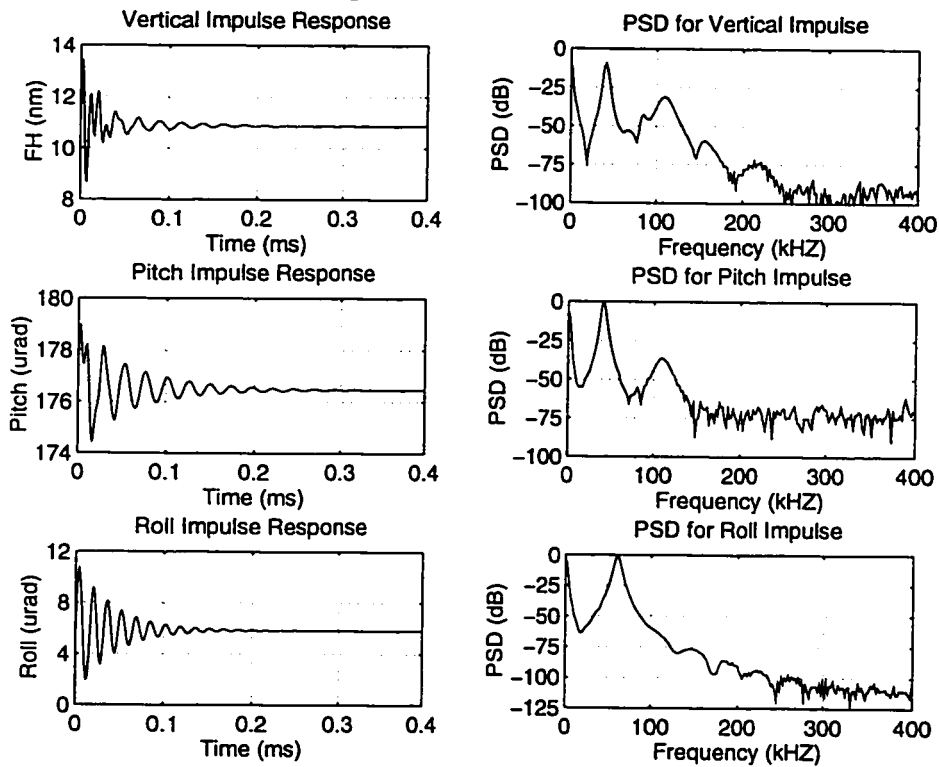 Vertical Impulse Response
14
12
10
8
FH (nm)
0 0.1 0.2 0.3 0.4
Time (ms)
PSD for Vertical Impulse
0
−25
−50
−75
−100
PSD (dB)
0 100 200 300 400
Frequency (kHZ)
Pitch Impulse Response
180
178
176
174
Pitch (urad)
0 0.1 0.2 0.3 0.4
Time (ms)
PSD for Pitch Impulse
0
−25
−50
−75
−100
PSD (dB)
0 100 200 300 400
Frequency (kHZ)
Roll Impulse Response
12
8
4
0
Roll (urad)
0 0.1 0.2 0.3 0.4
Time (ms)
PSD for Roll Impulse
0
−25
−50
−75
−100
−125
PSD (dB)
0 100 200 300 400
Frequency (kHZ)